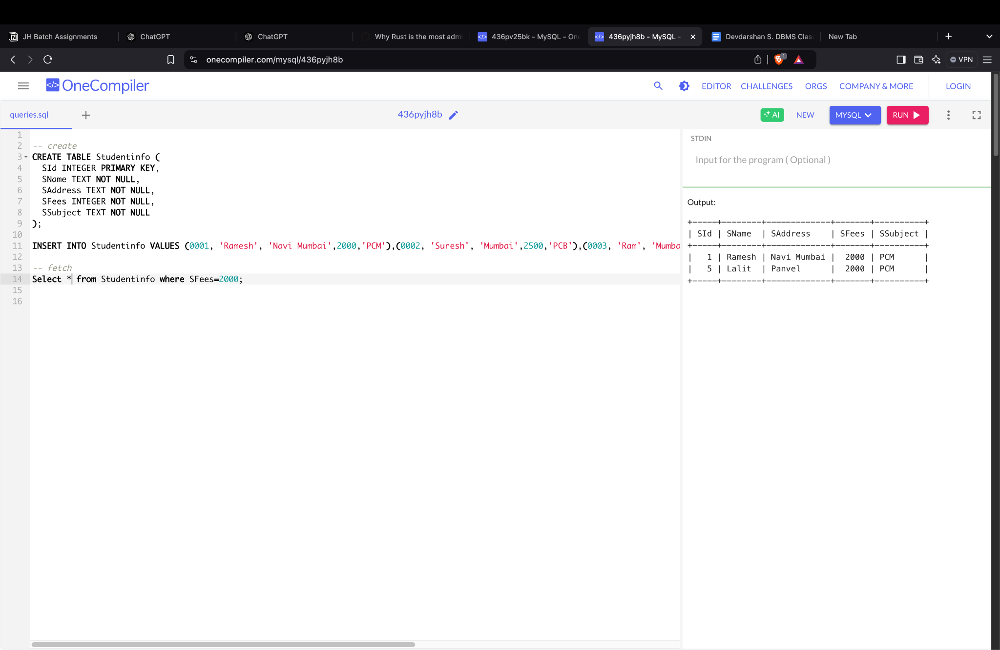 JH Batch Assignments
ChatGPT
ChatGPT
Why Rust is the most adm
436pv25bk - MySQL - On
436pyjh8b - MySQL -
Devdarshan S. DBMS Clas
New Tab
onecompiler.com/mysql/436pyjh8b
1
VPN
</> OneCompiler
EDITOR CHALLENGES ORGS COMPANY & MORE LOGIN
queries.sql
436pyjh8b
AI NEW MYSQL RUN
1
2 -- create
3 CREATE TABLE Studentinfo (
4 SId INTEGER PRIMARY KEY,
5 SName TEXT NOT NULL,
6 SAddress TEXT NOT NULL,
7 SFees INTEGER NOT NULL,
8 SSubject TEXT NOT NULL
9 );
10
11 INSERT INTO Studentinfo VALUES (0001, 'Ramesh', 'Navi Mumbai',2000,'PCM'),(0002, 'Suresh', 'Mumbai',2500,'PCB'),(0003, 'Ram', 'Mumba
12
13 -- fetch
14 Select * from Studentinfo where SFees=2000;
15
16
STDIN
Input for the program ( Optional )
Output:
+-----+--------+-------------+-------+----------+
| SId | SName  | SAddress    | SFees | SSubject |
+-----+--------+-------------+-------+----------+
|   1 | Ramesh | Navi Mumbai |  2000 | PCM      |
|   5 | Lalit  | Panvel      |  2000 | PCM      |
+-----+--------+-------------+-------+----------+